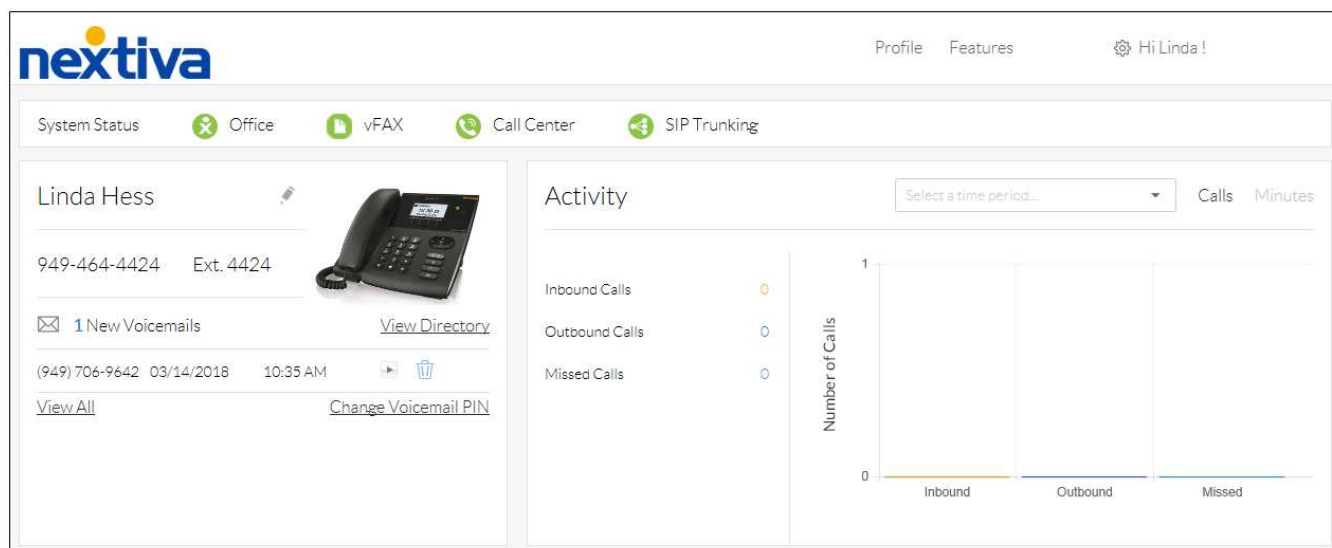 nextiva
Profile Features Hi Linda !
System Status Office vFAX Call Center SIP Trunking
Linda Hess
949-464-4424 Ext. 4424
1 New Voicemails View Directory
(949) 706-9642 03/14/2018 10:35 AM
View All Change Voicemail PIN
Activity Select a time period... Calls Minutes
Inbound Calls 0
Outbound Calls 0
Missed Calls 0
Number of Calls
1
0
Inbound Outbound Missed